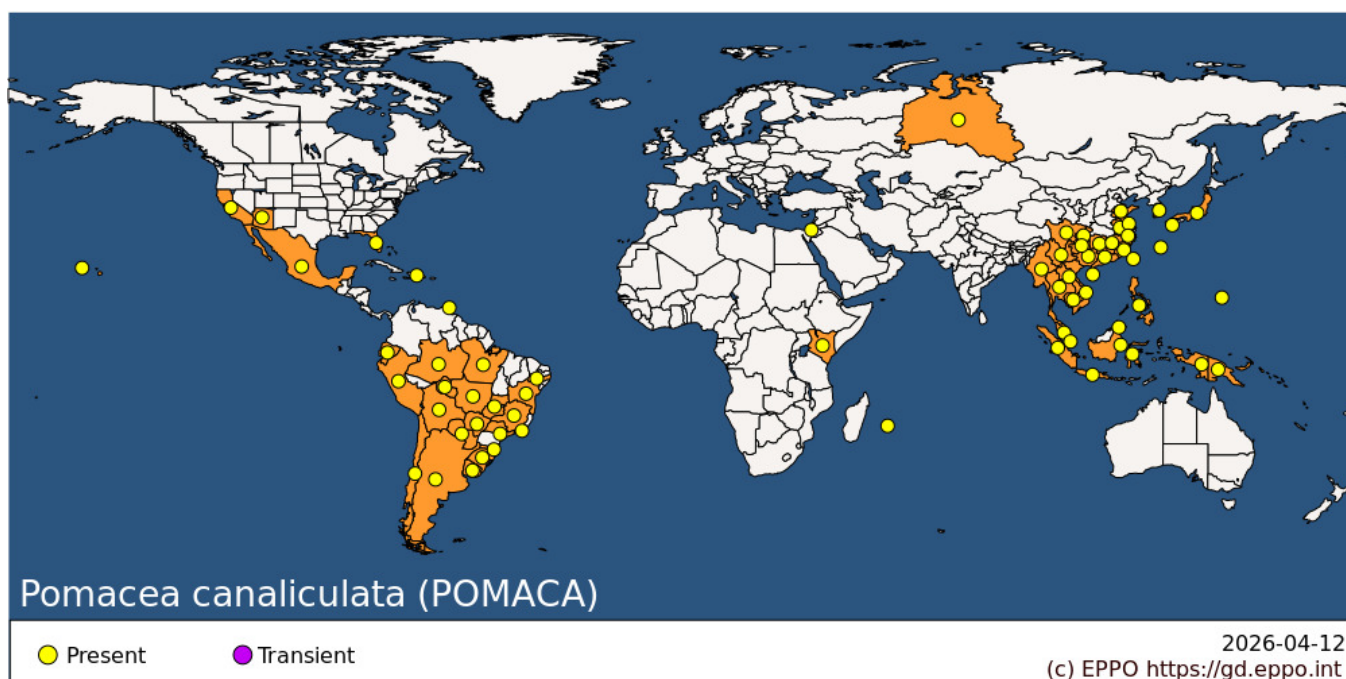 Pomacea canaliculata (POMACA)
Present
Transient
2026-04-12
(c) EPPO https://gd.eppo.int